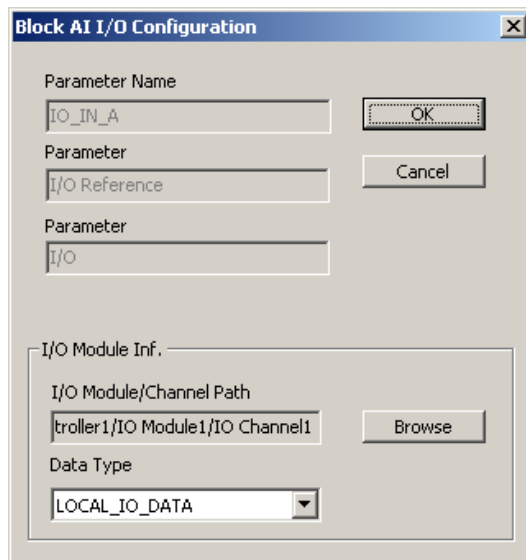 Block AI I/O Configuration
Parameter Name
IO_IN_A
OK
Parameter
I/O Reference
Cancel
Parameter
I/O
I/O Module Inf.
I/O Module/Channel Path
troller1/IO Module1/IO Channel1
Browse
Data Type
LOCAL_IO_DATA